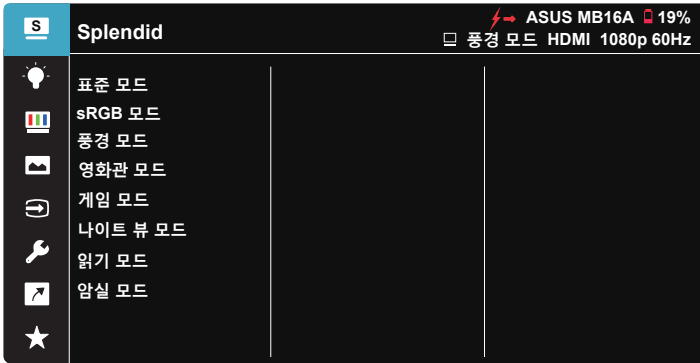 S
Splendid
ASUS MB16A 19%
풍경 모드 HDMI 1080p 60Hz
표준 모드
sRGB 모드
풍경 모드
영화관 모드
게임 모드
나이트 뷰 모드
읽기 모드
암실 모드